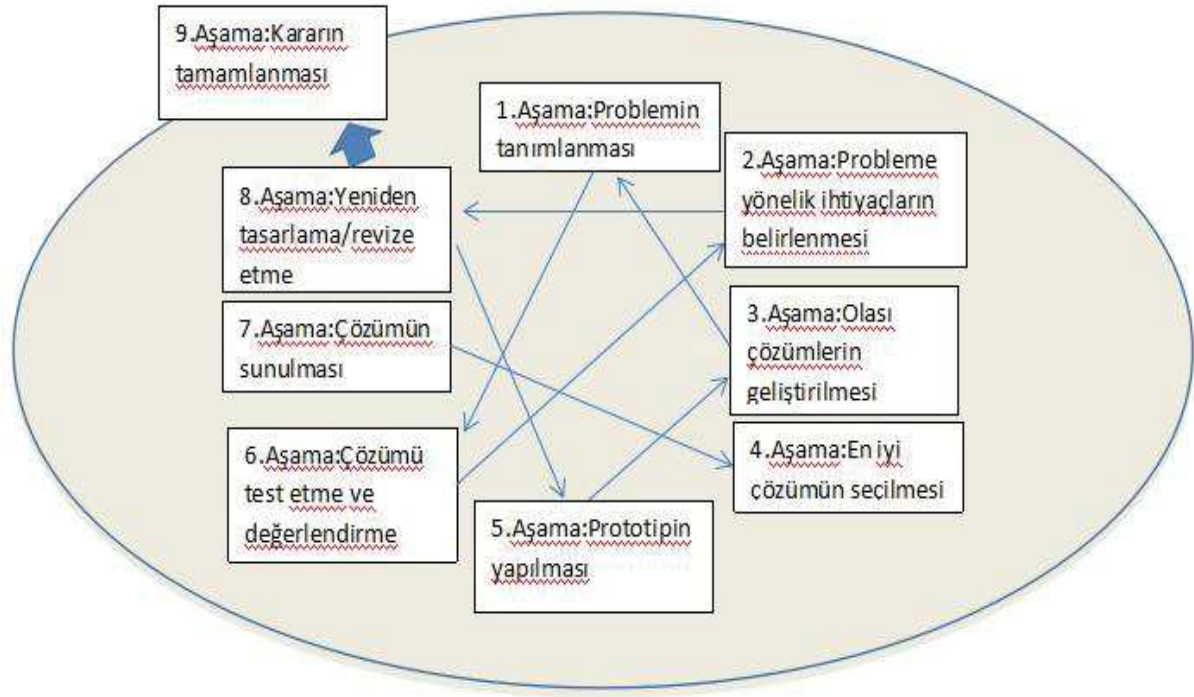 9.Aşama:Kararın
tamamlanması
1.Aşama:Problemin
tanımlanması
2.Aşama:Probleme
yönelik ihtiyaçların
belirlenmesi
3.Aşama:Olası
çözümlerin
geliştirilmesi
4.Aşama:En iyi
çözümün seçilmesi
5.Aşama:Prototipin
yapılması
6.Aşama:Çözümü
test etme ve
değerlendirme
7.Aşama:Çözümün
sunulması
8.Aşama:Yeniden
tasarlama/revize
etme